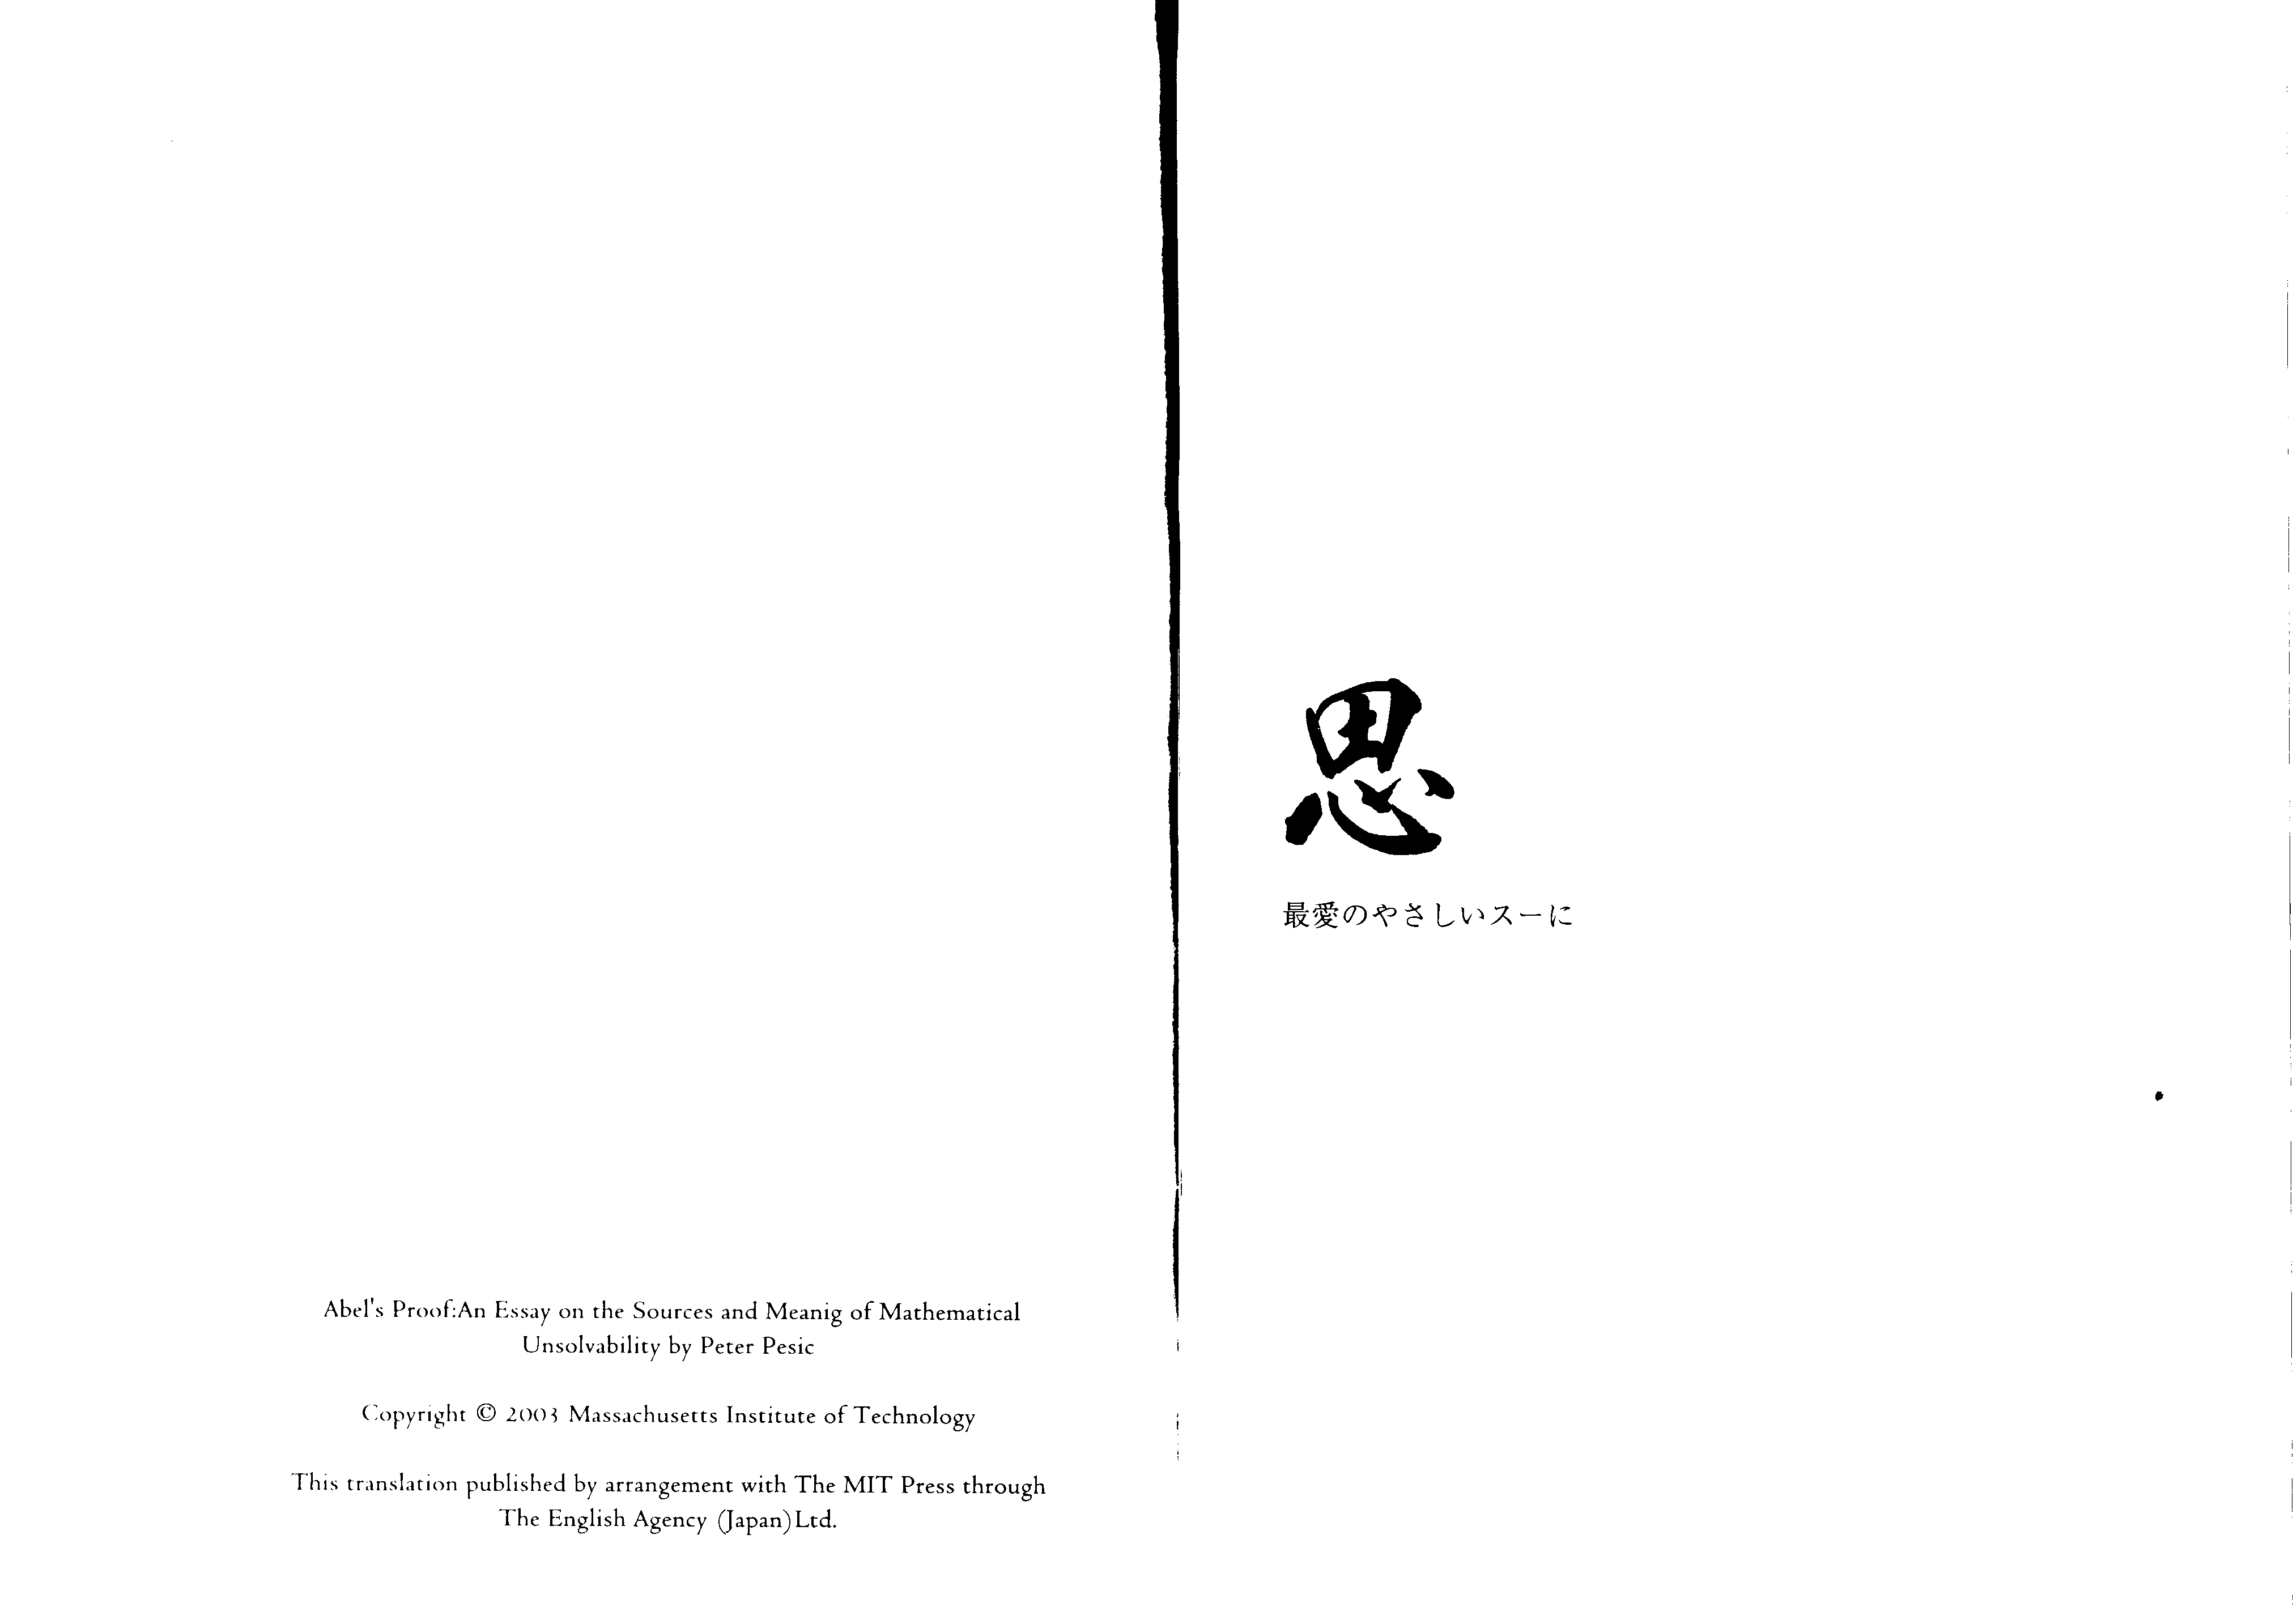 Abel's Proof:An Essay on the Sources and Meanig of Mathematical
Unsolvability by Peter Pesic
Copyright © 2003 Massachusetts Institute of Technology
This translation published by arrangement with The MIT Press through
The English Agency (Japan)Ltd.
思
最愛のやさしいスーに